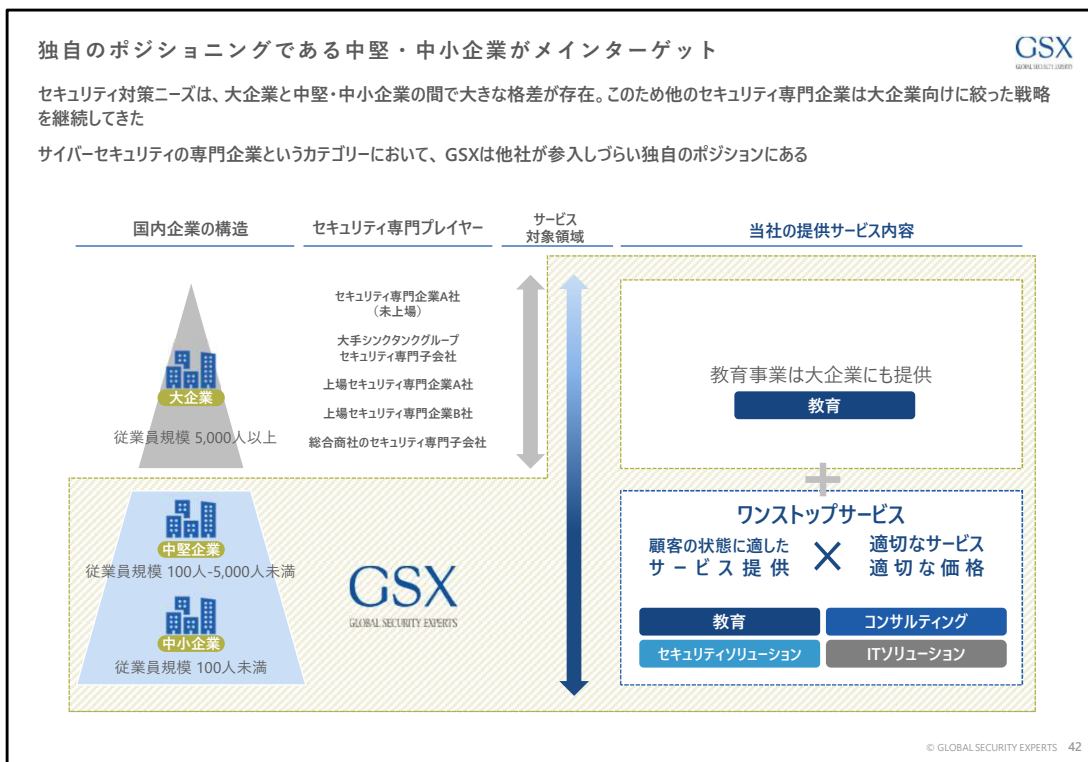 独自のポジショニングである中堅・中小企業がメインターゲット
GSX
GLOBAL SECURITY EXPERTS
セキュリティ対策ニーズは、大企業と中堅・中小企業の間で大きな格差が存在。このため他のセキュリティ専門企業は大企業向けに絞った戦略
を継続してきた
サイバーセキュリティの専門企業というカテゴリーにおいて、GSXは他社が参入しづらい独自のポジションにある
国内企業の構造
セキュリティ専門プレイヤー
サービス
対象領域
当社の提供サービス内容
大企業
従業員規模 5,000人以上
セキュリティ専門企業A社
（未上場）
大手シンクタンクグループ
セキュリティ専門子会社
上場セキュリティ専門企業A社
上場セキュリティ専門企業B社
総合商社のセキュリティ専門子会社
教育事業は大企業にも提供
教育
中堅企業
従業員規模 100人-5,000人未満
中小企業
従業員規模 100人未満
GSX
GLOBAL SECURITY EXPERTS
ワンストップサービス
顧客の状態に適した
サービス提供
適切なサービス
適切な価格
教育
コンサルティング
セキュリティソリューション
ITソリューション
© GLOBAL SECURITY EXPERTS 42